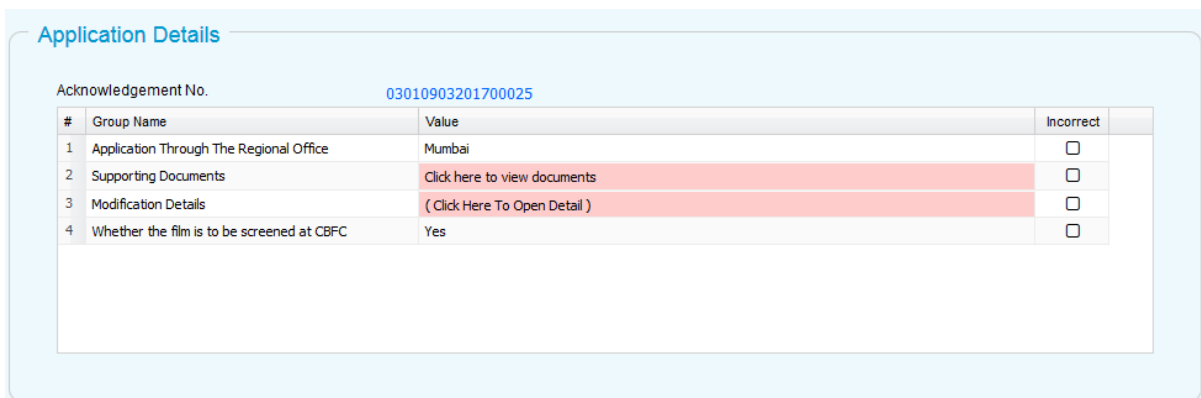 Application Details
Acknowledgement No. 03010903201700025
# Group Name Value Incorrect
1 Application Through The Regional Office Mumbai
2 Supporting Documents Click here to view documents
3 Modification Details ( Click Here To Open Detail )
4 Whether the film is to be screened at CBFC Yes